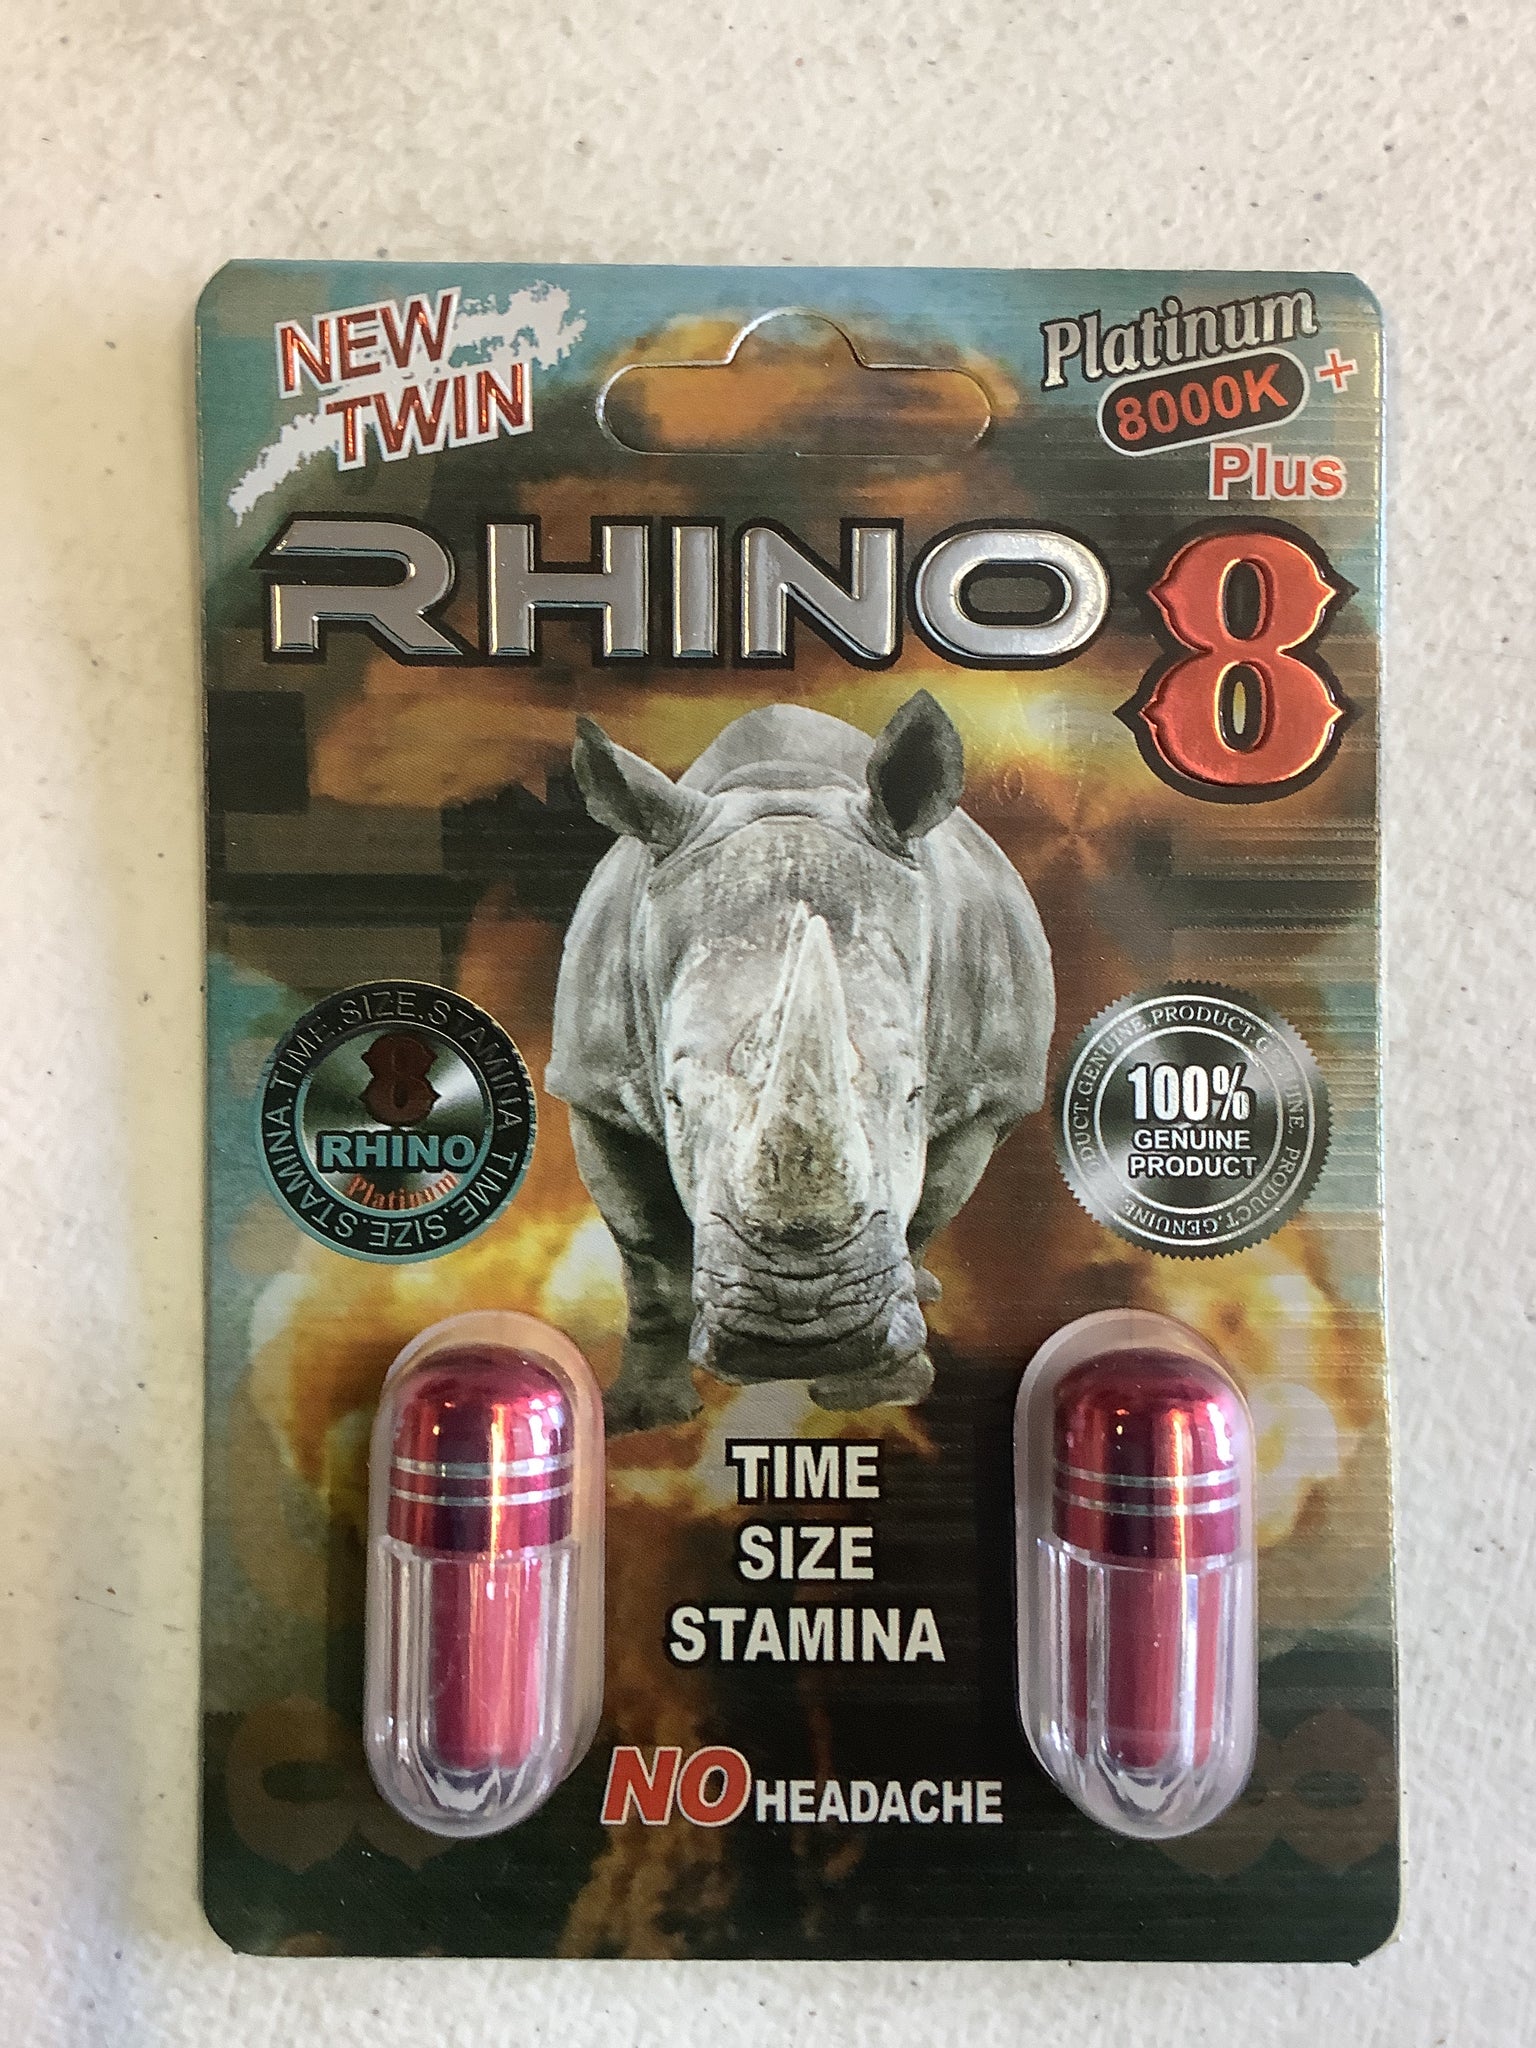 NEW
TWIN
Platinum
8000K +
Plus
RHINO 8
STAMINA.TIME.SIZE.STAMINA TIME.SIZE.
8
RHINO
Platinum
GENUINE.PRODUCT.GENUINE. PRODUCT.GENUINE
100%
GENUINE
PRODUCT
TIME
SIZE
STAMINA
NO HEADACHE